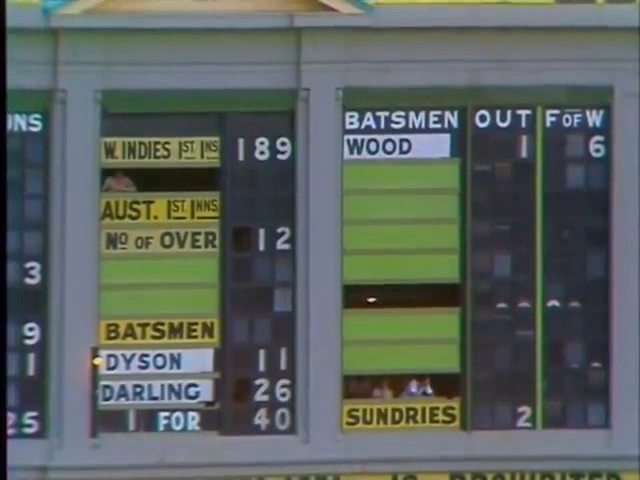 UNS
3
9
1
25
W. INDIES 1ST INS 189
AUST. 1ST INNS
No OF OVER 12
BATSMEN
DYSON 11
DARLING 26
1 FOR 40
BATSMEN OUT F OF W
WOOD 1 6
SUNDRIES 2